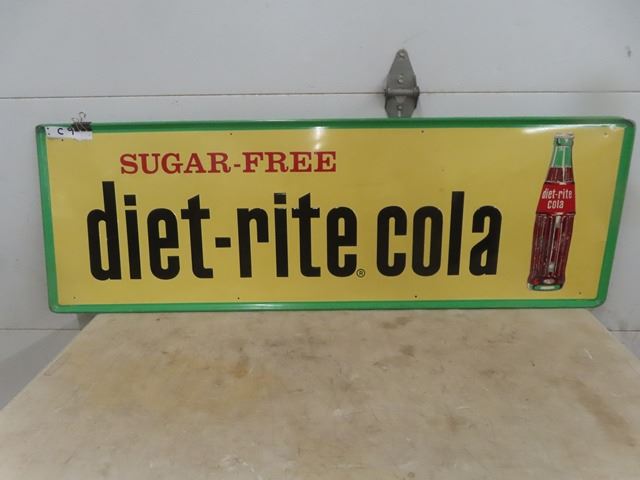 SUGAR-FREE
diet-rite® cola
diet-rite
cola